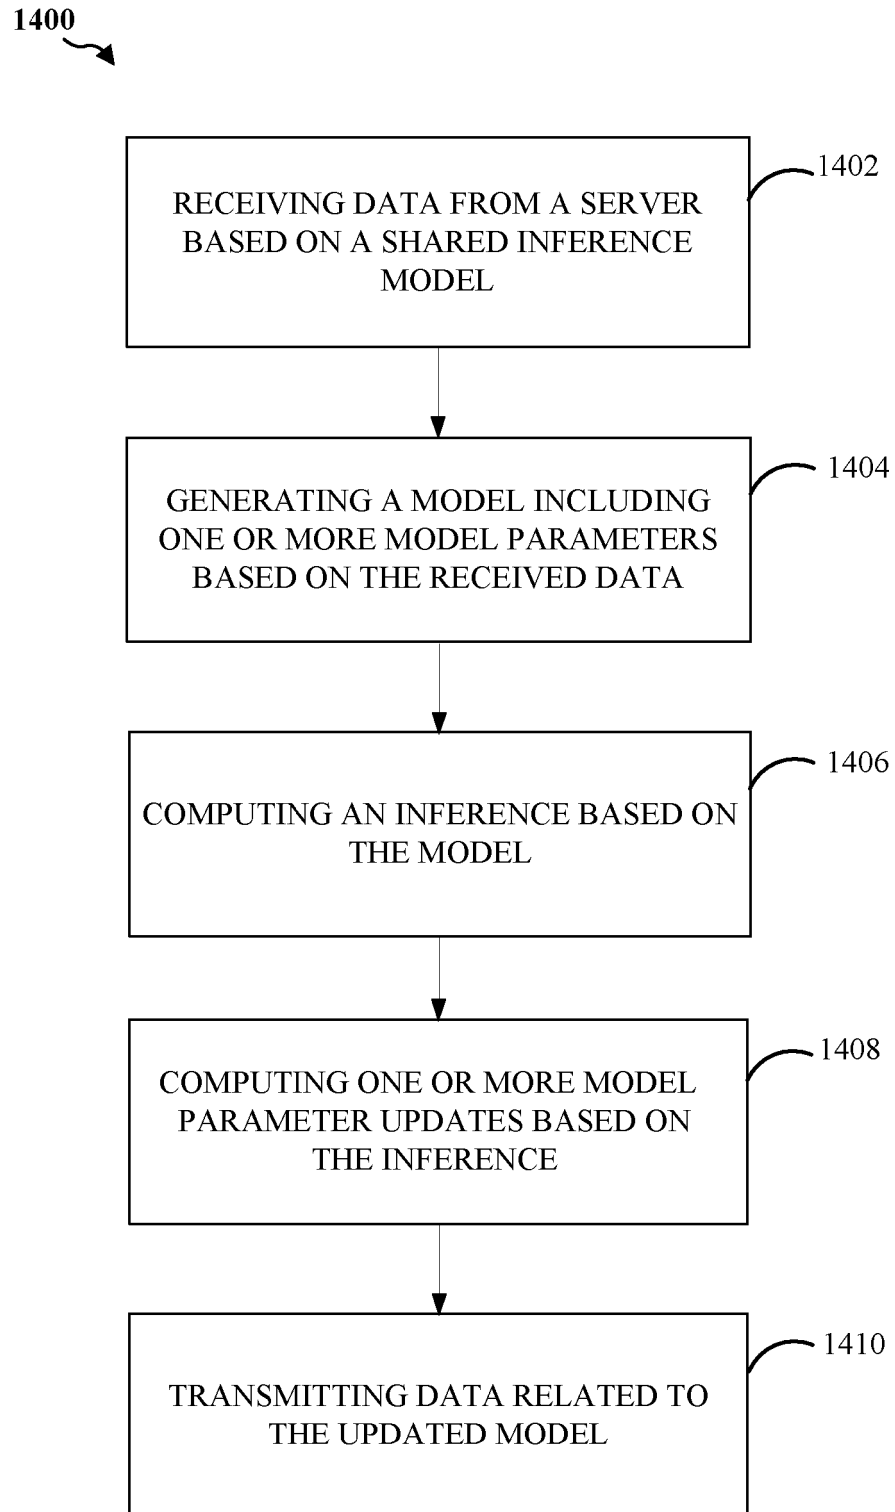 1400
1402
RECEIVING DATA FROM A SERVER
BASED ON A SHARED INFERENCE
MODEL
1404
GENERATING A MODEL INCLUDING
ONE OR MORE MODEL PARAMETERS
BASED ON THE RECEIVED DATA
1406
COMPUTING AN INFERENCE BASED ON
THE MODEL
1408
COMPUTING ONE OR MORE MODEL
PARAMETER UPDATES BASED ON
THE INFERENCE
1410
TRANSMITTING DATA RELATED TO
THE UPDATED MODEL